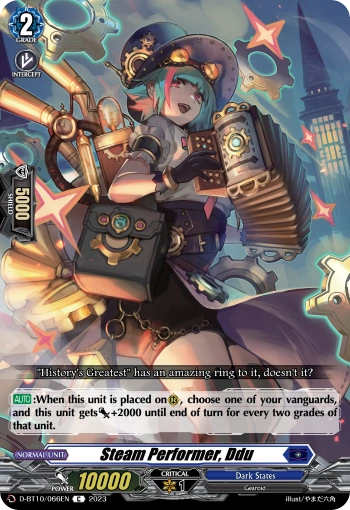 2
GRADE
INTERCEPT
5000
SHIELD
"History's Greatest" has an amazing ring to it, doesn't it?
AUTO:When this unit is placed on , choose one of your vanguards,
and this unit gets +2000 until end of turn for every two grades of
that unit.
NORMAL UNIT
Steam Performer, Ddu
POWER
10000
CRITICAL
1
Dark States
Gearoid
D-BT10/066EN C 2023
illust/やまだ六角